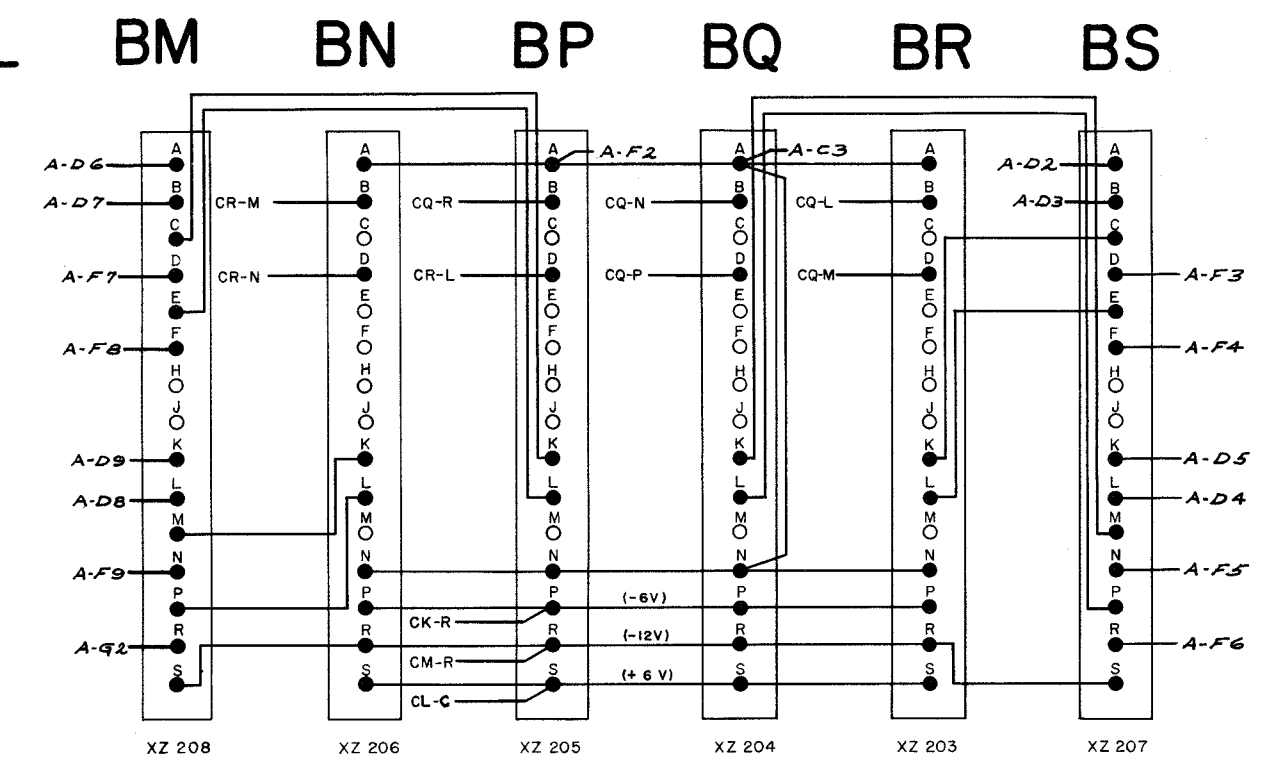 BM BN BP BQ BR BS
A A A A-F2 A A-C3 A A
A-D6 A-D2
B B B B B B
A-D7 CR-M CQ-R CQ-N CQ-L A-D3
C C C C C C
D D D D D D
A-F7 CR-N CR-L CQ-P CQ-M A-F3
E E E E E E
F F F F F F
A-F8 A-F4
H H H H H H
J J J J J J
K K K K K K
A-D9 A-D5
L L L L L L
A-D8 A-D4
M M M M M M
N N N N N N
A-F9 A-F5
P P P (-6V) P P P
CK-R
R R R (-12V) R R R
A-G2 A-F6
CM-R
S S S (+ 6 V) S S S
CL-C
XZ 208 XZ 206 XZ 205 XZ 204 XZ 203 XZ 207